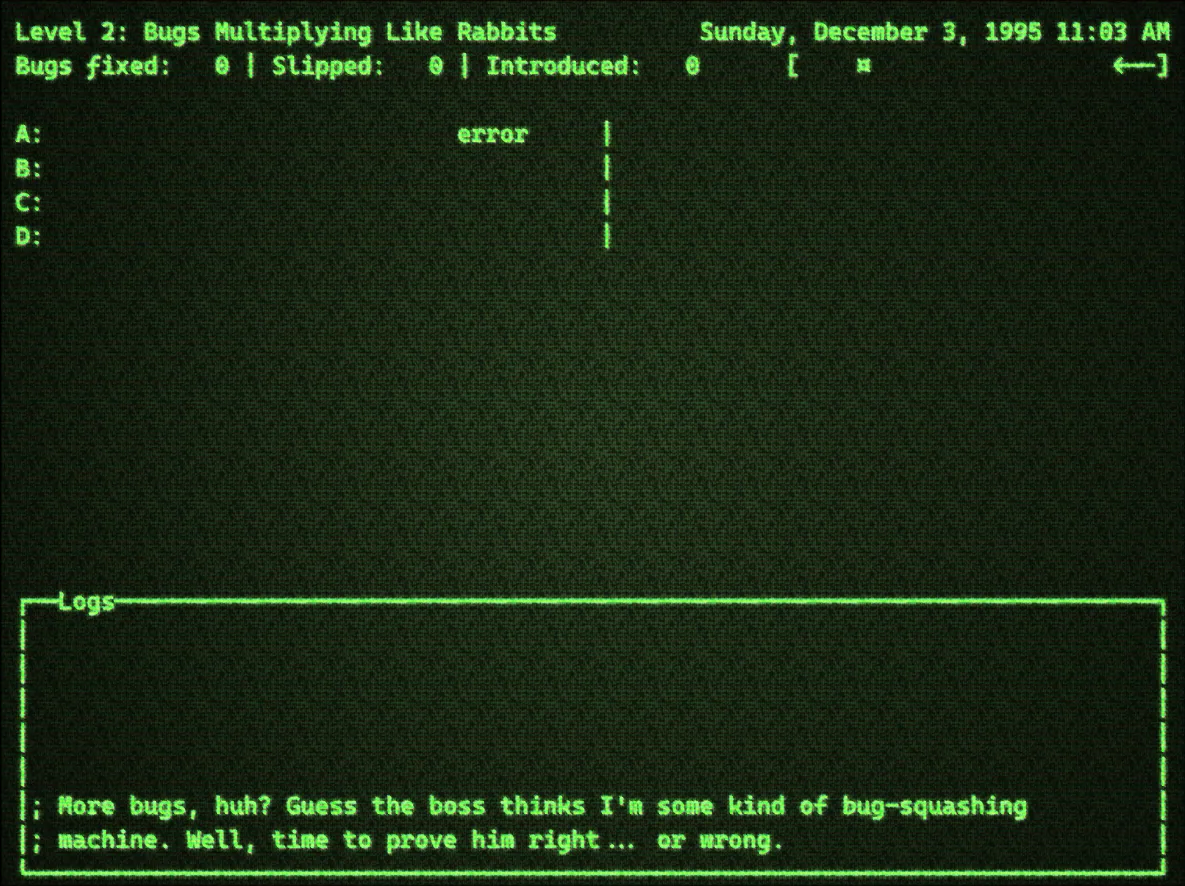 Level 2: Bugs Multiplying Like Rabbits Sunday, December 3, 1995 11:03 AM
Bugs fixed: 0 | Slipped: 0 | Introduced: 0 [ ¤ ←—]
A: error |
B: |
C: |
D: |
Logs
; More bugs, huh? Guess the boss thinks I'm some kind of bug-squashing
; machine. Well, time to prove him right... or wrong.